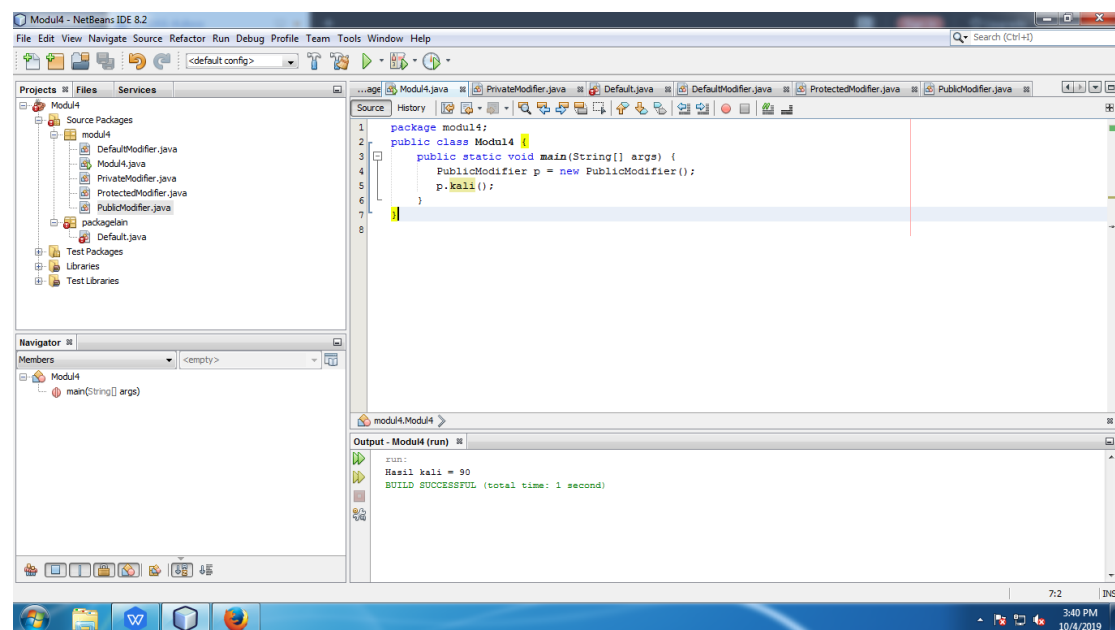 Modul4 - NetBeans IDE 8.2
File Edit View Navigate Source Refactor Run Debug Profile Team Tools Window Help
Search (Ctrl+I)
<default config>
Projects Files Services
...age Modul4.java PrivateModifier.java Default.java DefaultModifier.java ProtectedModifier.java PublicModifier.java
Source History
Modul4
Source Packages
modul4
DefaultModifier.java
Modul4.java
PrivateModifier.java
ProtectedModifier.java
PublicModifier.java
packagelain
Default.java
Test Packages
Libraries
Test Libraries
1 package modul4;
2 public class Modul4 {
3 public static void main(String[] args) {
4 PublicModifier p = new PublicModifier();
5 p.kali();
6 }
7 }
8
Navigator
Members <empty>
Modul4
main(String[] args)
modul4.Modul4
Output - Modul4 (run)
run:
Hasil kali = 90
BUILD SUCCESSFUL (total time: 1 second)
7:2 INS
3:40 PM
10/4/2019